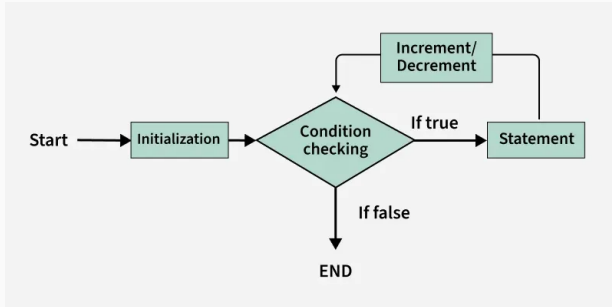 Increment/
Decrement
Start
Initialization
Condition
checking
If true
Statement
If false
END